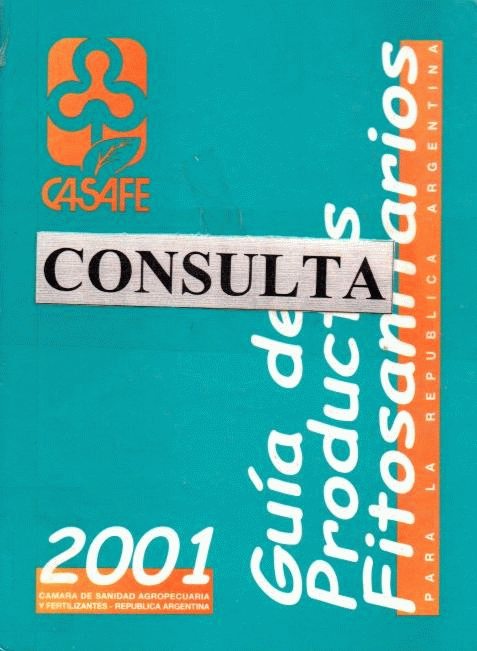 CASAFE
CONSULTA
Guía de
Productos
Fitosanitarios
PARA LA REPUBLICA ARGENTINA
2001
CAMARA DE SANIDAD AGROPECUARIA
Y FERTILIZANTES - REPUBLICA ARGENTINA